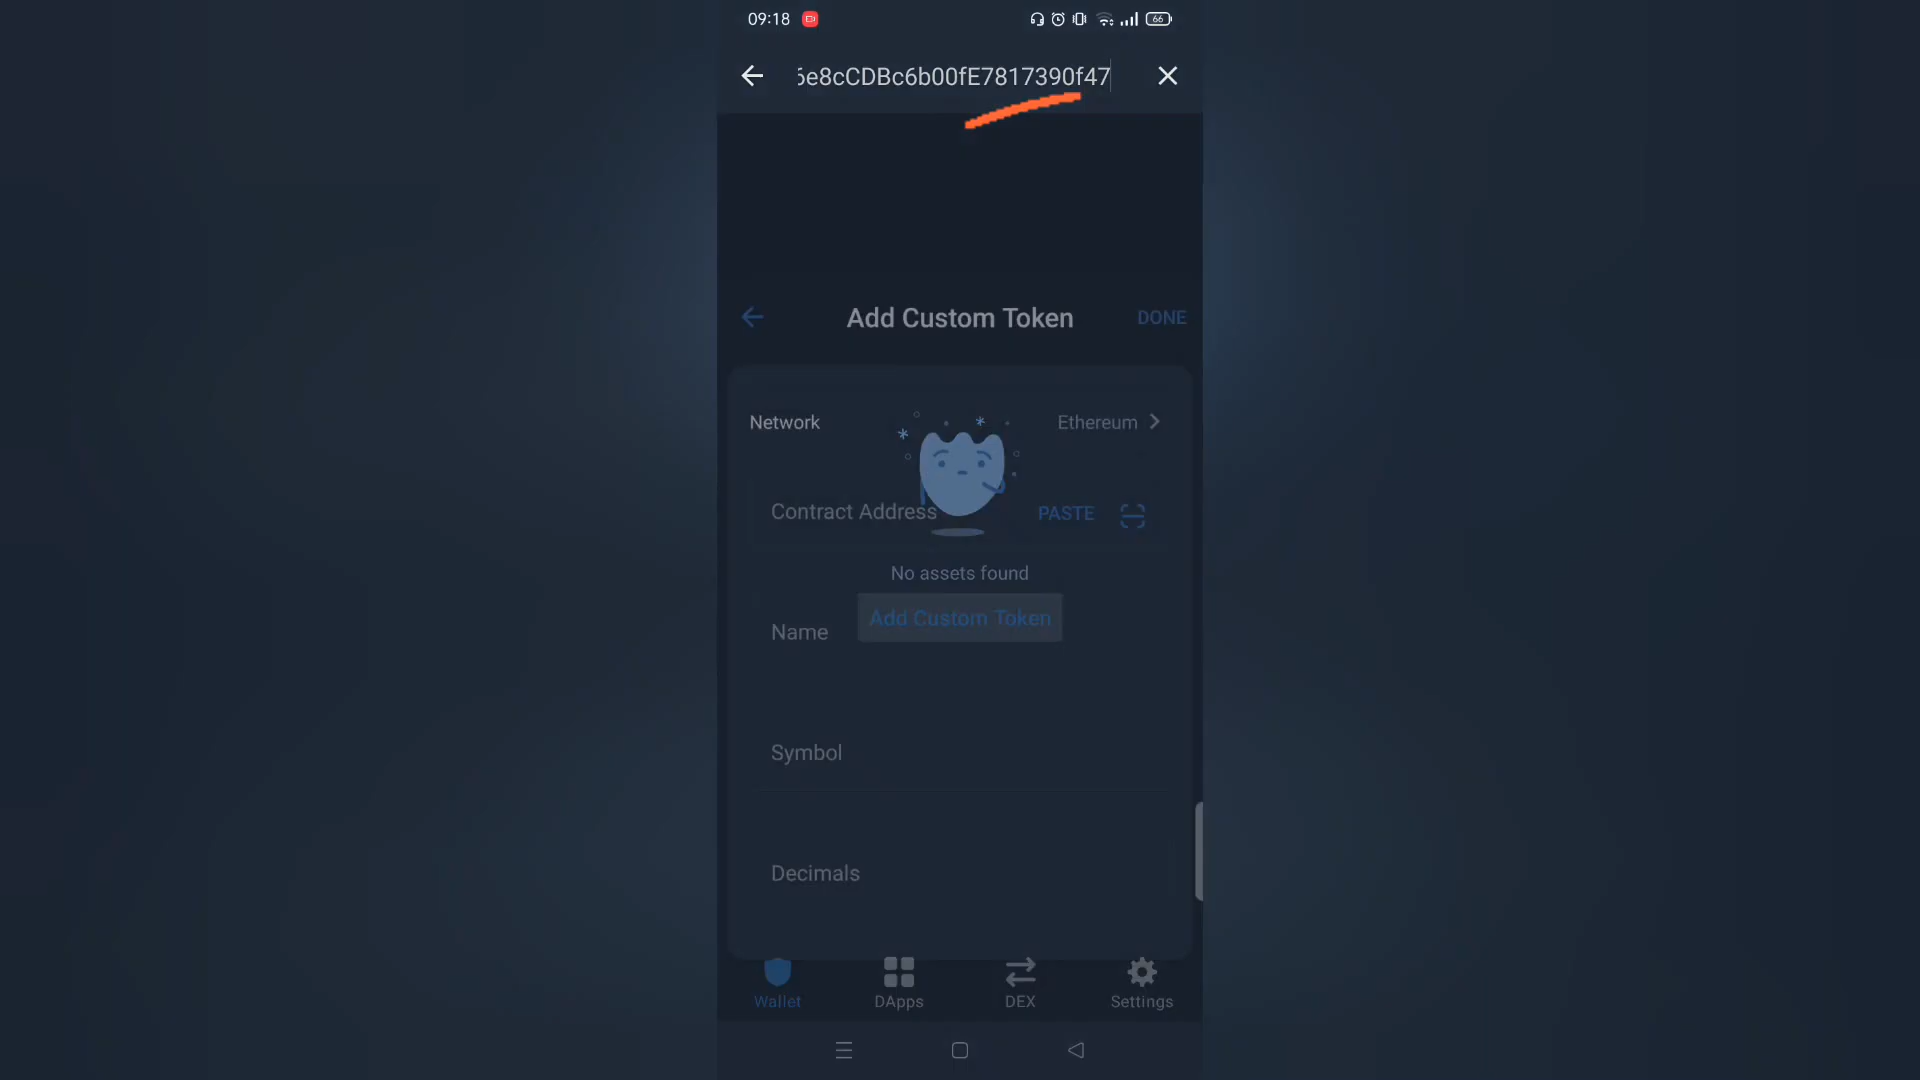 09:18
66
5e8cCDBc6b00fE7817390f47
Add Custom Token
DONE
Network
Ethereum
Contract Address
PASTE
No assets found
Add Custom Token
Name
Symbol
Decimals
Wallet
DApps
DEX
Settings